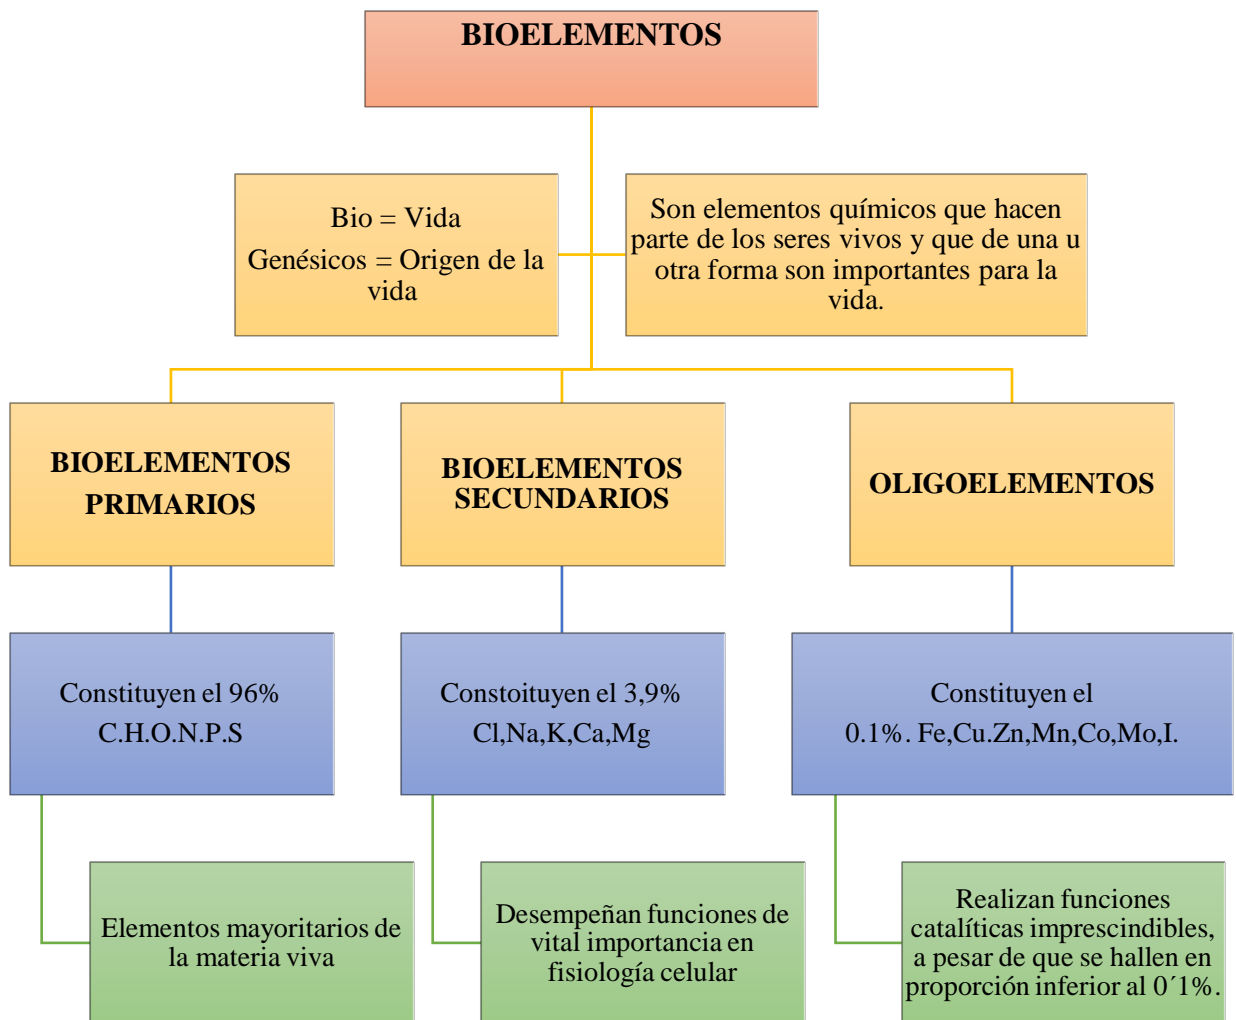 BIOELEMENTOS
Bio = Vida
Genésicos = Origen de la
vida
Son elementos químicos que hacen
parte de los seres vivos y que de una u
otra forma son importantes para la
vida.
BIOELEMENTOS
PRIMARIOS
BIOELEMENTOS
SECUNDARIOS
OLIGOELEMENTOS
Constituyen el 96%
C.H.O.N.P.S
Constoituyen el 3,9%
Cl,Na,K,Ca,Mg
Constituyen el
0.1%. Fe,Cu.Zn,Mn,Co,Mo,I.
Elementos mayoritarios de
la materia viva
Desempeñan funciones de
vital importancia en
fisiología celular
Realizan funciones
catalíticas imprescindibles,
a pesar de que se hallen en
proporción inferior al 0´1%.